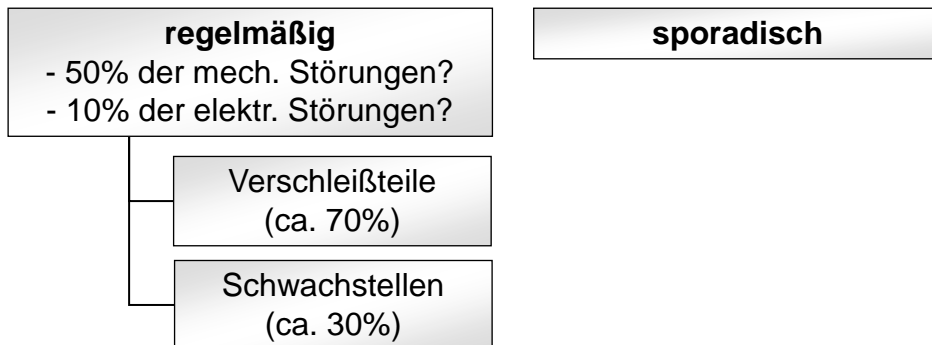 regelmäßig
- 50% der mech. Störungen?
- 10% der elektr. Störungen?
sporadisch
Verschleißteile
(ca. 70%)
Schwachstellen
(ca. 30%)